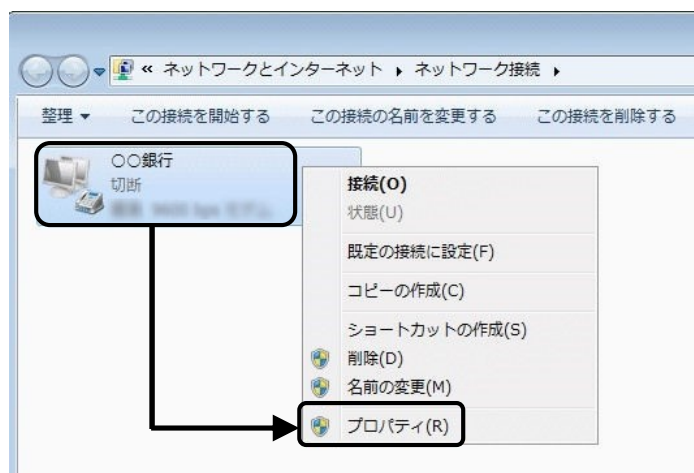 « ネットワークとインターネット ▸ ネットワーク接続 ▸
整理 ▼ この接続を開始する この接続の名前を変更する この接続を削除する
〇〇銀行
切断
接続(O)
状態(U)
既定の接続に設定(F)
コピーの作成(C)
ショートカットの作成(S)
削除(D)
名前の変更(M)
プロパティ(R)